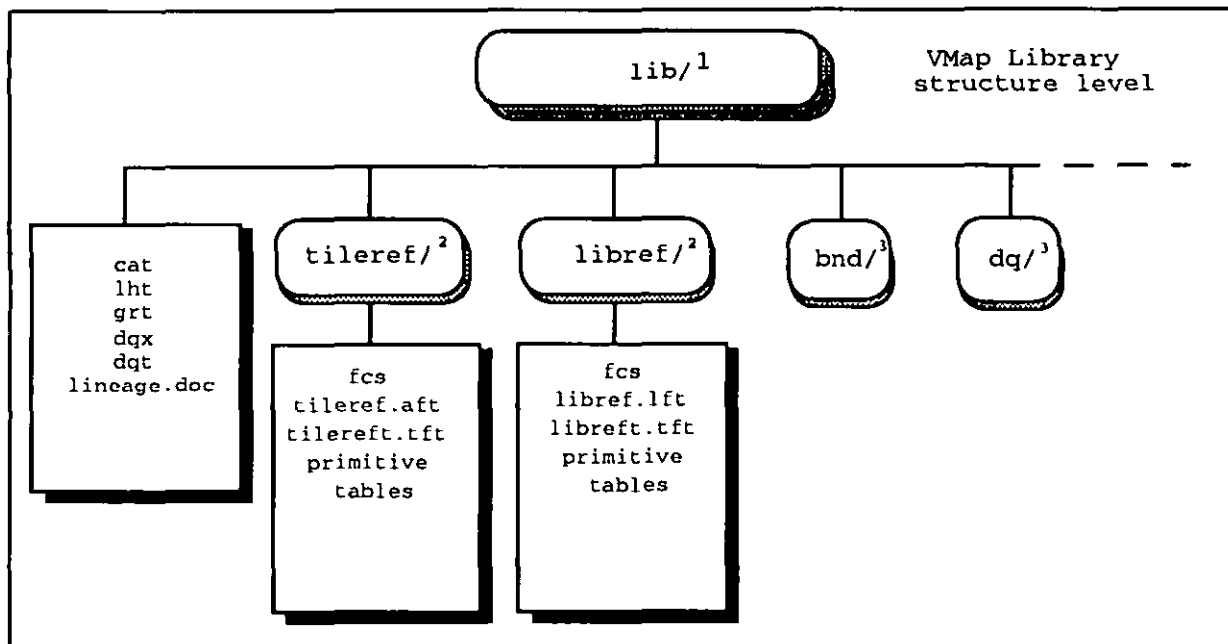 lib/1
VMap Library
structure level
cat
lht
grt
dqx
dqt
lineage.doc
tileref/2
fcs
tileref.aft
tilereft.tft
primitive
tables
libref/2
fcs
libref.lft
libreft.tft
primitive
tables
bnd/3
dq/3